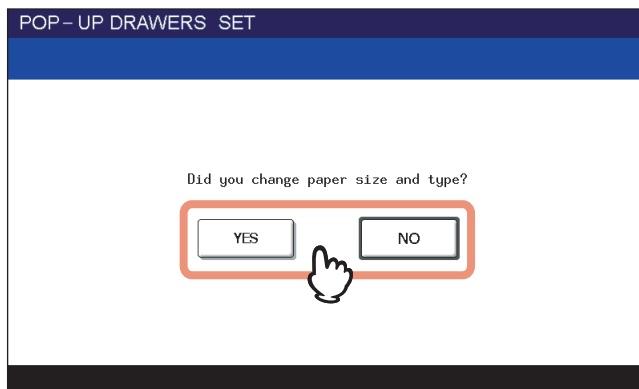 POP-UP DRAWERS SET
Did you change paper size and type?
YES
NO